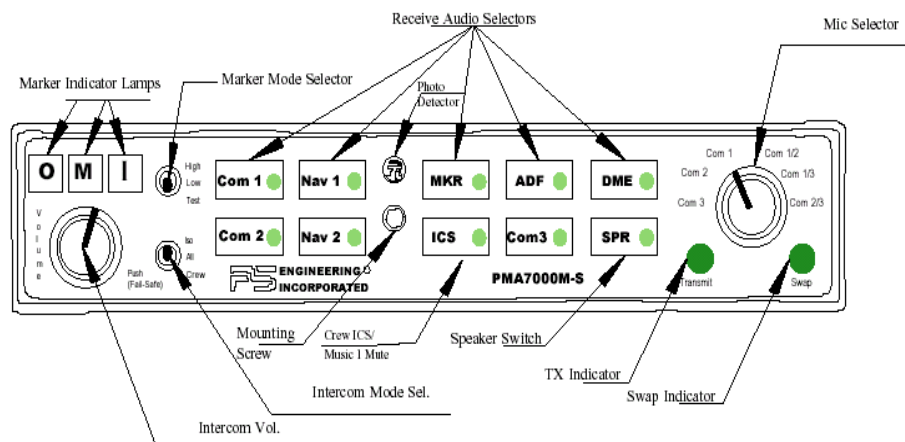 Receive Audio Selectors
Mic Selector
Marker Mode Selector
Marker Indicator Lamps
Photo
Detector
O M I
High
Low
Test
Com 1
Nav 1
MKR
ADF
DME
Com 1
Com 2
Com 3
Com 1/2
Com 1/3
Com 2/3
Volume
Iso
All
Crew
Push
(Fail-Safe)
Com 2
Nav 2
ICS
Com3
SPR
PS ENGINEERING
INCORPORATED
PMA7000M-S
Transmit
Swap
Mounting
Screw
Crew ICS/
Music 1 Mute
Speaker Switch
TX Indicator
Swap Indicator
Intercom Mode Sel.
Intercom Vol.